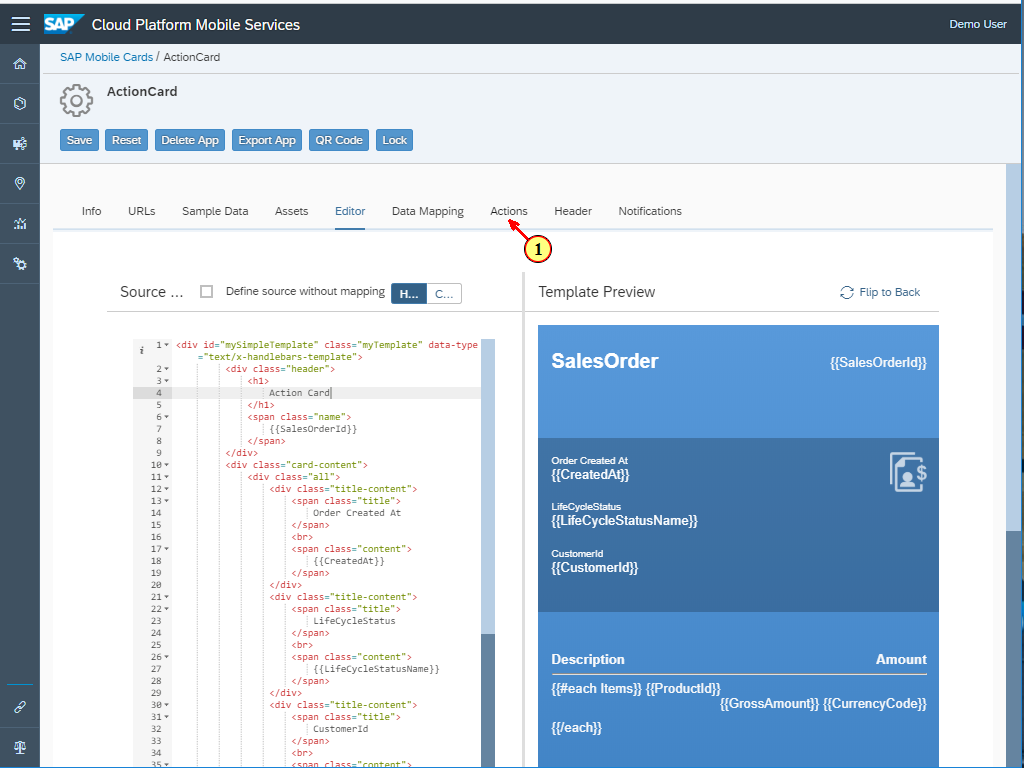 SAP Cloud Platform Mobile Services Demo User
SAP Mobile Cards / ActionCard
ActionCard
Save Reset Delete App Export App QR Code Lock
Info URLs Sample Data Assets Editor Data Mapping Actions Header Notifications
1
Source ... Define source without mapping H... C...
i 1 <div id="mySimpleTemplate" class="myTemplate" data-type
="text/x-handlebars-template">
2 <div class="header">
3 <h1>
4 Action Card
5 </h1>
6 <span class="name">
7 {{SalesOrderId}}
8 </span>
9 </div>
10 <div class="card-content">
11 <div class="all">
12 <div class="title-content">
13 <span class="title">
14 Order Created At
15 </span>
16 <br>
17 <span class="content">
18 {{CreatedAt}}
19 </span>
20 </div>
21 <div class="title-content">
22 <span class="title">
23 LifeCycleStatus
24 </span>
25 <br>
26 <span class="content">
27 {{LifeCycleStatusName}}
28 </span>
29 </div>
30 <div class="title-content">
31 <span class="title">
32 CustomerId
33 </span>
34 <br>
35 <span class="content">
Template Preview Flip to Back
SalesOrder {{SalesOrderId}}
Order Created At
{{CreatedAt}}
$
LifeCycleStatus
{{LifeCycleStatusName}}
CustomerId
{{CustomerId}}
Description Amount
{{#each Items}} {{ProductId}}
{{GrossAmount}} {{CurrencyCode}}
{{/each}}